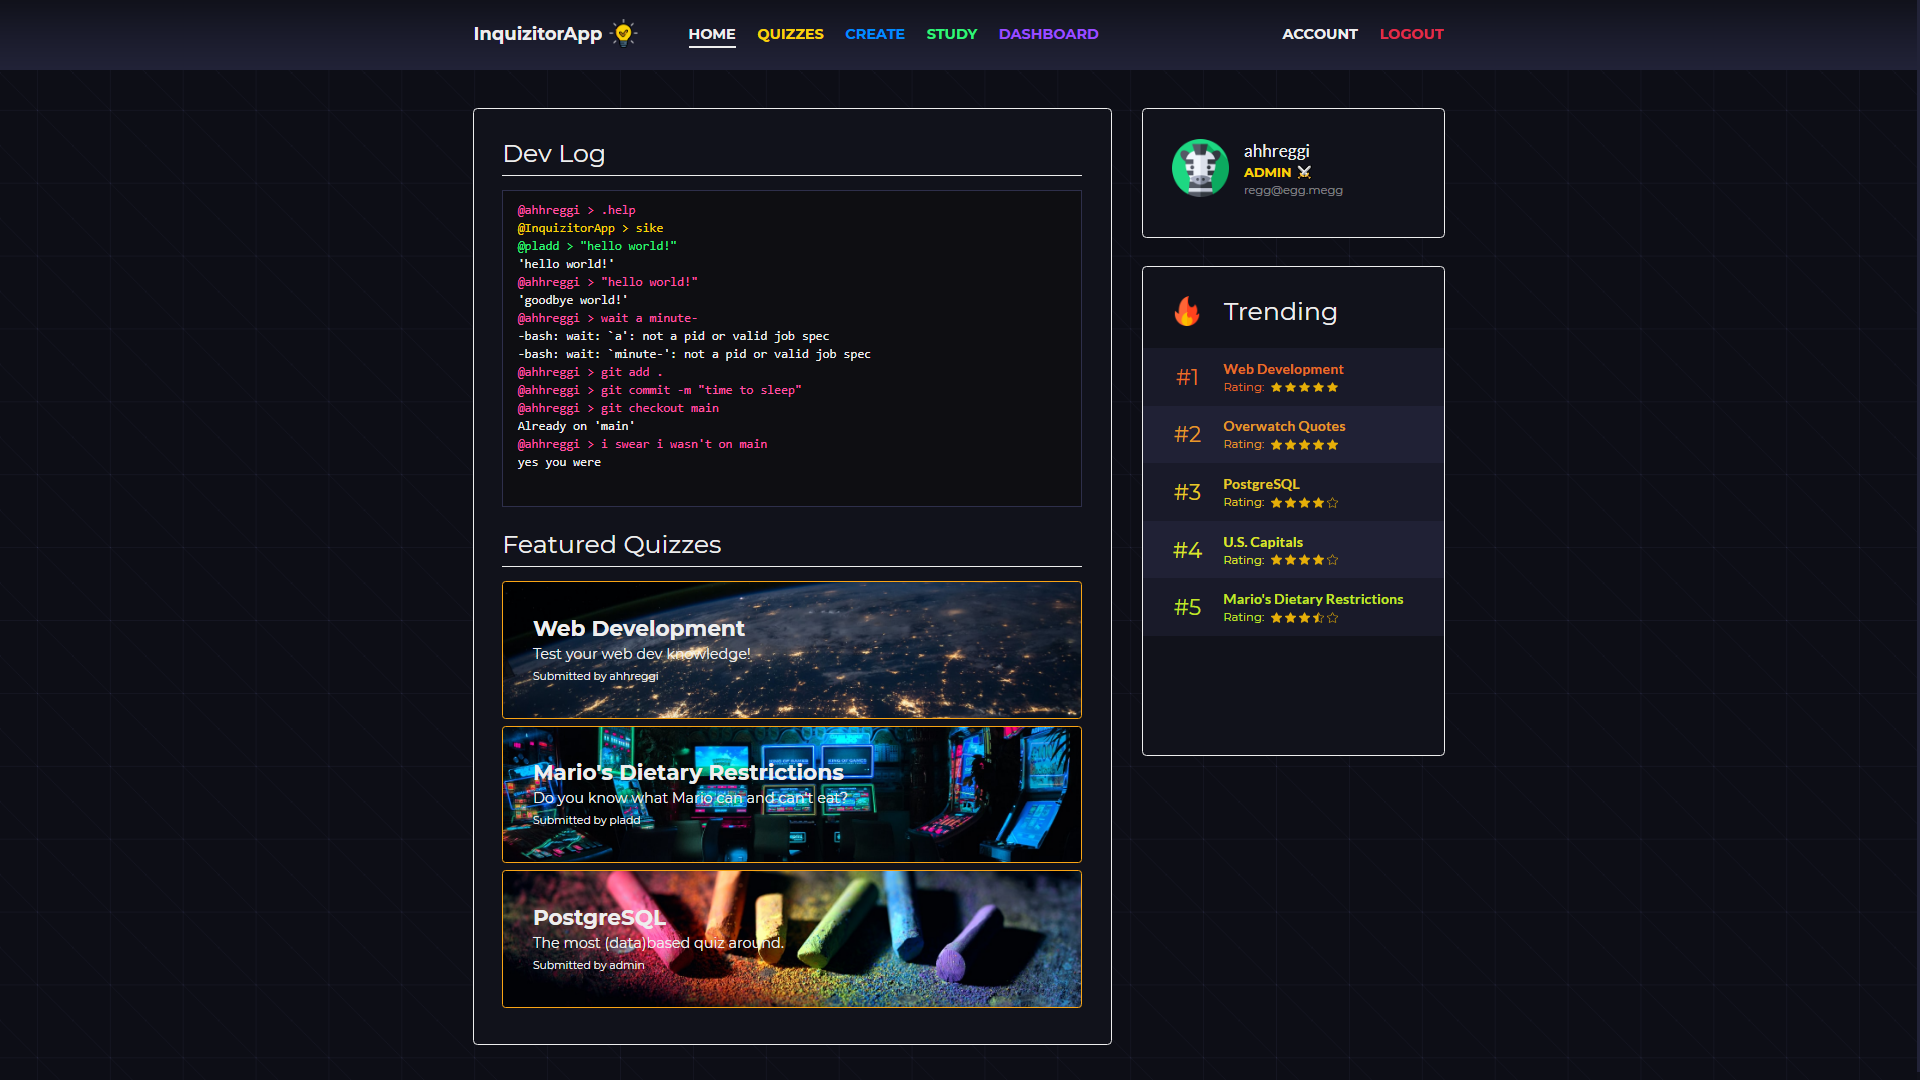 InquizitorApp
HOME QUIZZES CREATE STUDY DASHBOARD ACCOUNT LOGOUT
Dev Log
@ahhreggi > .help
@InquizitorApp > sike
@pladd > "hello world!"
'hello world!'
@ahhreggi > "hello world!"
'goodbye world!'
@ahhreggi > wait a minute-
-bash: wait: `a': not a pid or valid job spec
-bash: wait: `minute-': not a pid or valid job spec
@ahhreggi > git add .
@ahhreggi > git commit -m "time to sleep"
@ahhreggi > git checkout main
Already on 'main'
@ahhreggi > i swear i wasn't on main
yes you were
Featured Quizzes
Web Development
Test your web dev knowledge!
Submitted by ahhreggi
Mario's Dietary Restrictions
Do you know what Mario can and can't eat?
Submitted by pladd
PostgreSQL
The most (data)based quiz around.
Submitted by admin
ahhreggi
ADMIN
regg@egg.megg
Trending
#1 Web Development
Rating:
#2 Overwatch Quotes
Rating:
#3 PostgreSQL
Rating:
#4 U.S. Capitals
Rating:
#5 Mario's Dietary Restrictions
Rating: